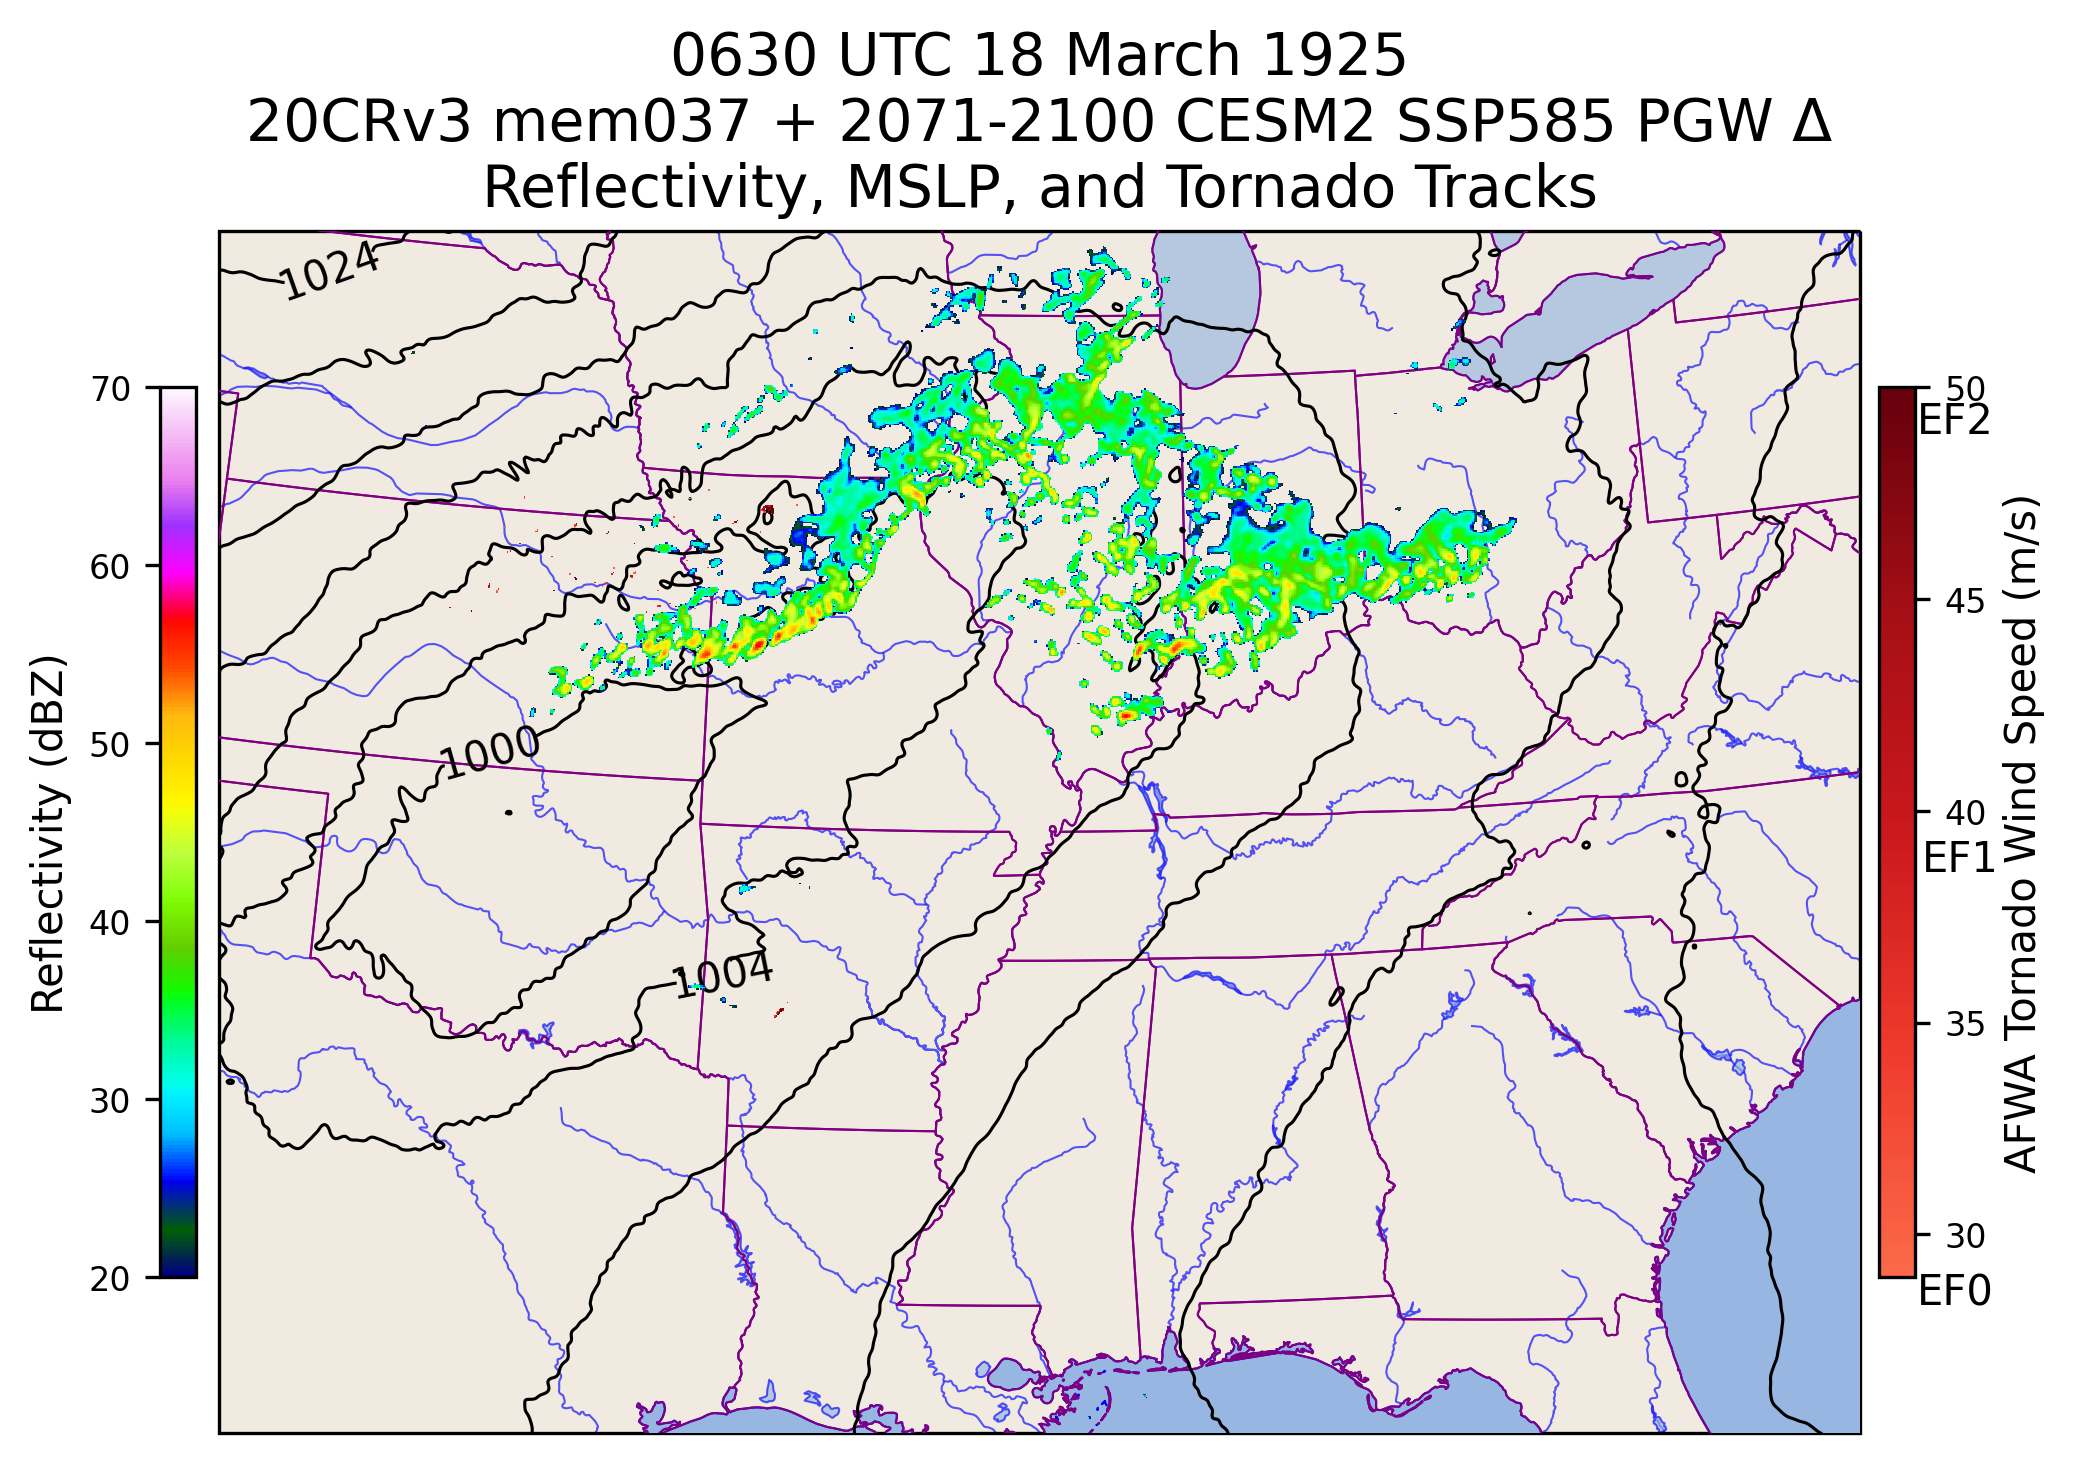 0630 UTC 18 March 1925
20CRv3 mem037 + 2071-2100 CESM2 SSP585 PGW Δ
Reflectivity, MSLP, and Tornado Tracks
1024
1000
1004
70
60
50
40
30
20
Reflectivity (dBZ)
50
EF2
45
40
EF1
35
30
EF0
AFWA Tornado Wind Speed (m/s)